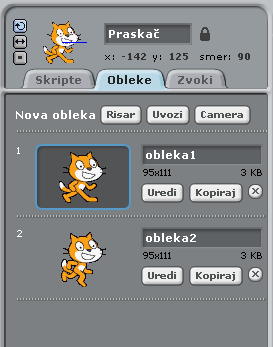 Praskač
x: -142 y: 125 smer: 90
Skripte Obleke Zvoki
Nova obleka Risar Uvozi Camera
1
obleka1
95x111 3 KB
Uredi Kopiraj
2
obleka2
95x111 3 KB
Uredi Kopiraj